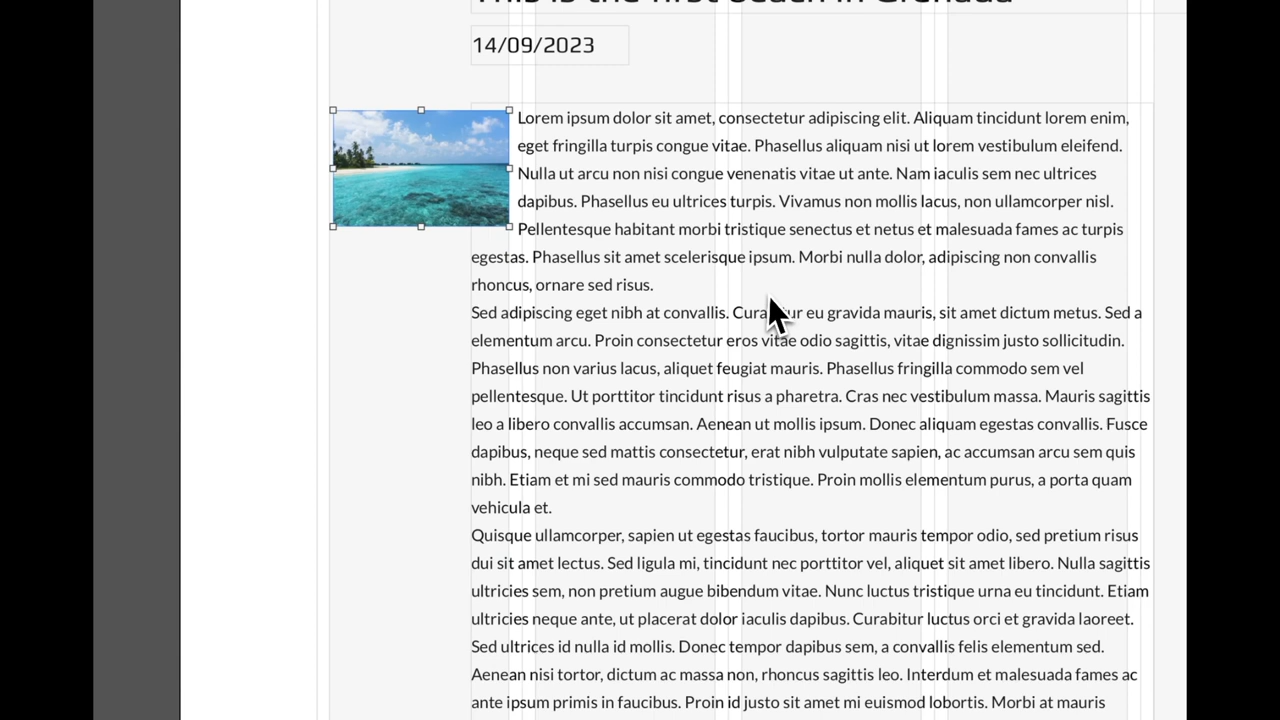 This is the first beach in Grenada
14/09/2023
Lorem ipsum dolor sit amet, consectetur adipiscing elit. Aliquam tincidunt lorem enim,
eget fringilla turpis congue vitae. Phasellus aliquam nisi ut lorem vestibulum eleifend.
Nulla ut arcu non nisi congue venenatis vitae ut ante. Nam iaculis sem nec ultrices
dapibus. Phasellus eu ultrices turpis. Vivamus non mollis lacus, non ullamcorper nisl.
Pellentesque habitant morbi tristique senectus et netus et malesuada fames ac turpis
egestas. Phasellus sit amet scelerisque ipsum. Morbi nulla dolor, adipiscing non convallis
rhoncus, ornare sed risus.
Sed adipiscing eget nibh at convallis. Curabitur eu gravida mauris, sit amet dictum metus. Sed a
elementum arcu. Proin consectetur eros vitae odio sagittis, vitae dignissim justo sollicitudin.
Phasellus non varius lacus, aliquet feugiat mauris. Phasellus fringilla commodo sem vel
pellentesque. Ut porttitor tincidunt risus a pharetra. Cras nec vestibulum massa. Mauris sagittis
leo a libero convallis accumsan. Aenean ut mollis ipsum. Donec aliquam egestas convallis. Fusce
dapibus, neque sed mattis consectetur, erat nibh vulputate sapien, ac accumsan arcu sem quis
nibh. Etiam et mi sed mauris commodo tristique. Proin mollis elementum purus, a porta quam
vehicula et.
Quisque ullamcorper, sapien ut egestas faucibus, tortor mauris tempor odio, sed pretium risus
dui sit amet lectus. Sed ligula mi, tincidunt nec porttitor vel, aliquet sit amet libero. Nulla sagittis
ultricies sem, non pretium augue bibendum vitae. Nunc luctus tristique urna eu tincidunt. Etiam
ultricies neque ante, ut placerat dolor iaculis dapibus. Curabitur luctus orci et gravida laoreet.
Sed ultrices id nulla id mollis. Donec tempor dapibus sem, a convallis felis elementum sed.
Aenean nisi tortor, dictum ac massa non, rhoncus sagittis leo. Interdum et malesuada fames ac
ante ipsum primis in faucibus. Proin id justo sit amet mi euismod lobortis. Morbi at mauris